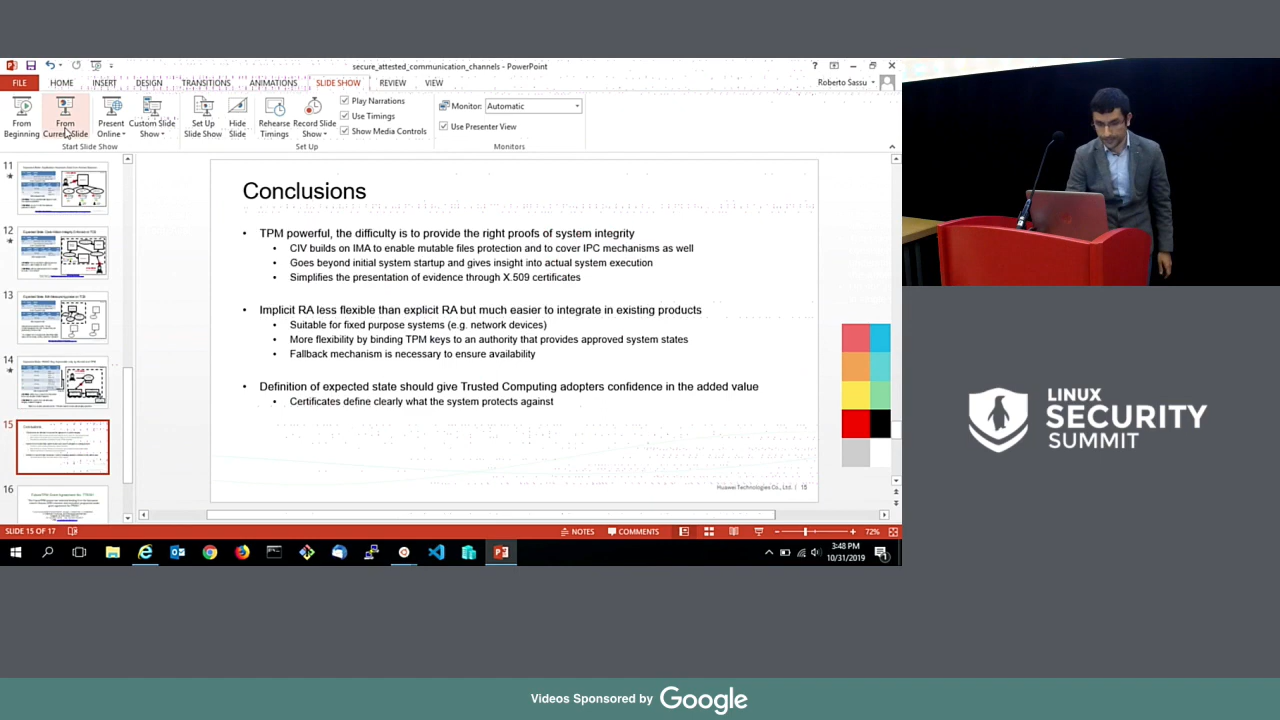 secure_attested_communication_channels - PowerPoint
FILE HOME INSERT DESIGN TRANSITIONS ANIMATIONS SLIDE SHOW REVIEW VIEW
Roberto Sassu
From Beginning
From Current Slide
Present Online
Custom Slide Show
Set Up Slide Show
Hide Slide
Rehearse Timings
Record Slide Show
Play Narrations
Use Timings
Show Media Controls
Monitor: Automatic
Use Presenter View
Start Slide Show
Set Up
Monitors
11
12
13
14
15
16
Conclusions
• TPM powerful, the difficulty is to provide the right proofs of system integrity
• CIV builds on IMA to enable mutable files protection and to cover IPC mechanisms as well
• Goes beyond initial system startup and gives insight into actual system execution
• Simplifies the presentation of evidence through X.509 certificates
• Implicit RA less flexible than explicit RA but much easier to integrate in existing products
• Suitable for fixed purpose systems (e.g. network devices)
• More flexibility by binding TPM keys to an authority that provides approved system states
• Fallback mechanism is necessary to ensure availability
• Definition of expected state should give Trusted Computing adopters confidence in the added value
• Certificates define clearly what the system protects against
Huawei Technologies Co., Ltd. | 15
SLIDE 15 OF 17
NOTES
COMMENTS
72%
3:48 PM
10/31/2019
LINUX
SECURITY
SUMMIT
Videos Sponsored by Google